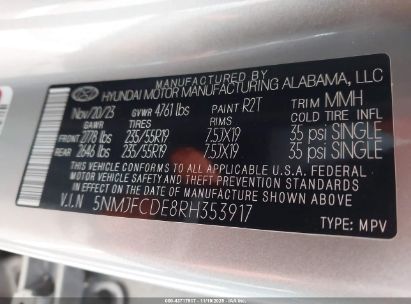 MANUFACTURED BY
HYUNDAI MOTOR MANUFACTURING ALABAMA, LLC
Nov/20/23 GVWR 4761 lbs PAINT R2T TRIM MMH
GAWR TIRES RIMS COLD TIRE INFL
FRONT 2778 lbs 235/55R19 7.5JX19 35 psi SINGLE
REAR 2646 lbs 235/55R19 7.5JX19 35 psi SINGLE
THIS VEHICLE CONFORMS TO ALL APPLICABLE U.S.A. FEDERAL
MOTOR VEHICLE SAFETY AND THEFT PREVENTION STANDARDS
IN EFFECT ON THE DATE OF MANUFACTURE SHOWN ABOVE
V.I.N 5NMJFCDE8RH353917
TYPE: MPV